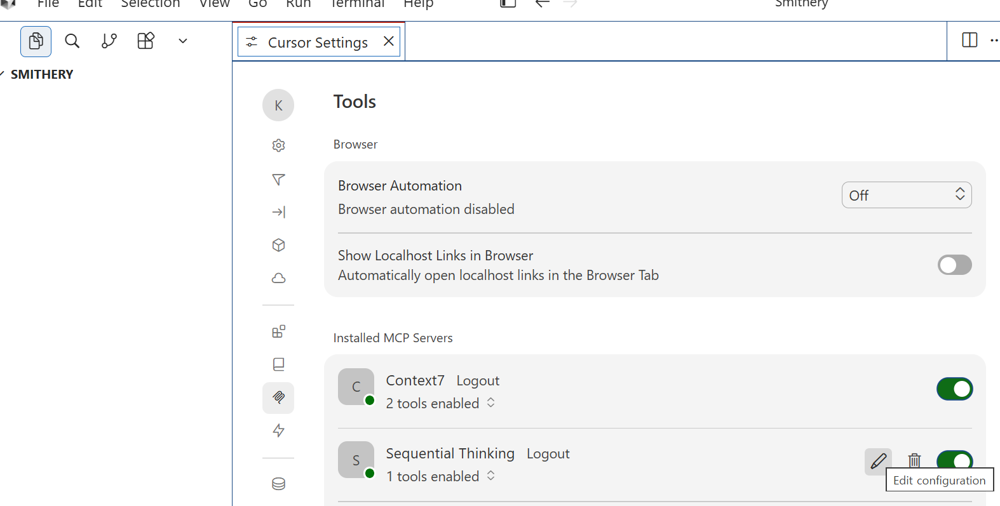 File Edit Selection View Go Run Terminal Help
Smithery
Cursor Settings
SMITHERY
K
Tools
Browser
Browser Automation
Off
Browser automation disabled
Show Localhost Links in Browser
Automatically open localhost links in the Browser Tab
Installed MCP Servers
C
Context7 Logout
2 tools enabled
S
Sequential Thinking Logout
1 tools enabled
Edit configuration